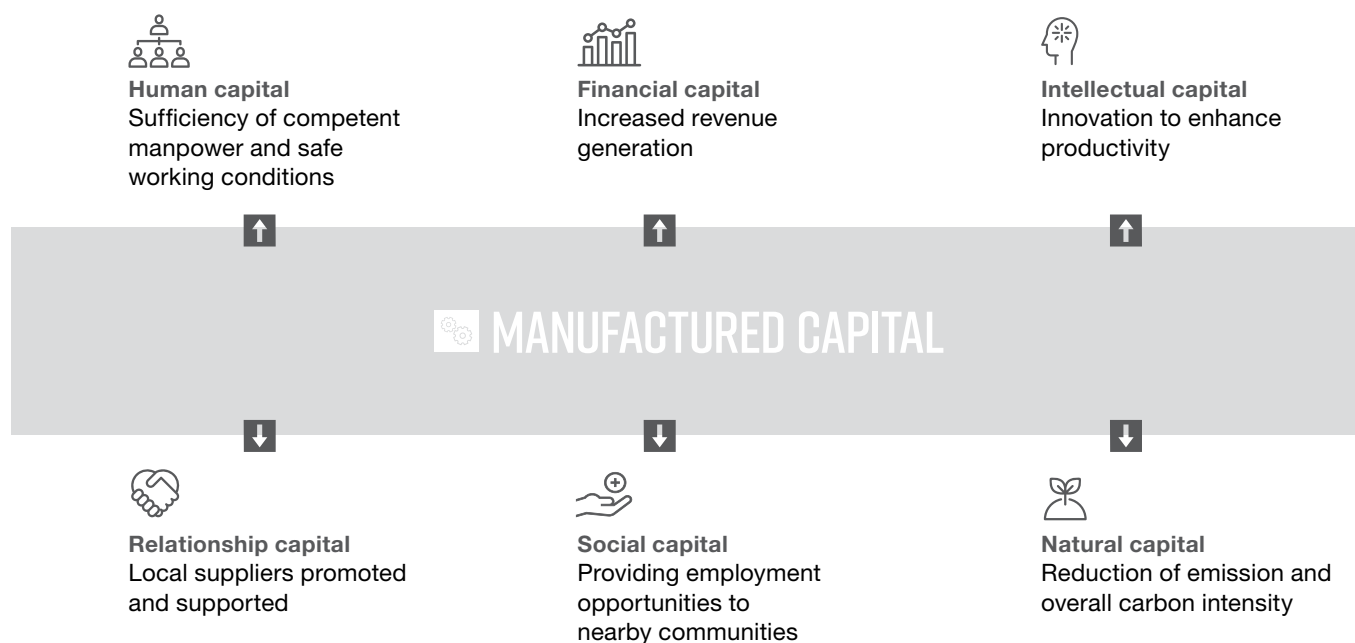 Human capital
Sufficiency of competent
manpower and safe
working conditions
Financial capital
Increased revenue
generation
Intellectual capital
Innovation to enhance
productivity
MANUFACTURED CAPITAL
Relationship capital
Local suppliers promoted
and supported
Social capital
Providing employment
opportunities to
nearby communities
Natural capital
Reduction of emission and
overall carbon intensity